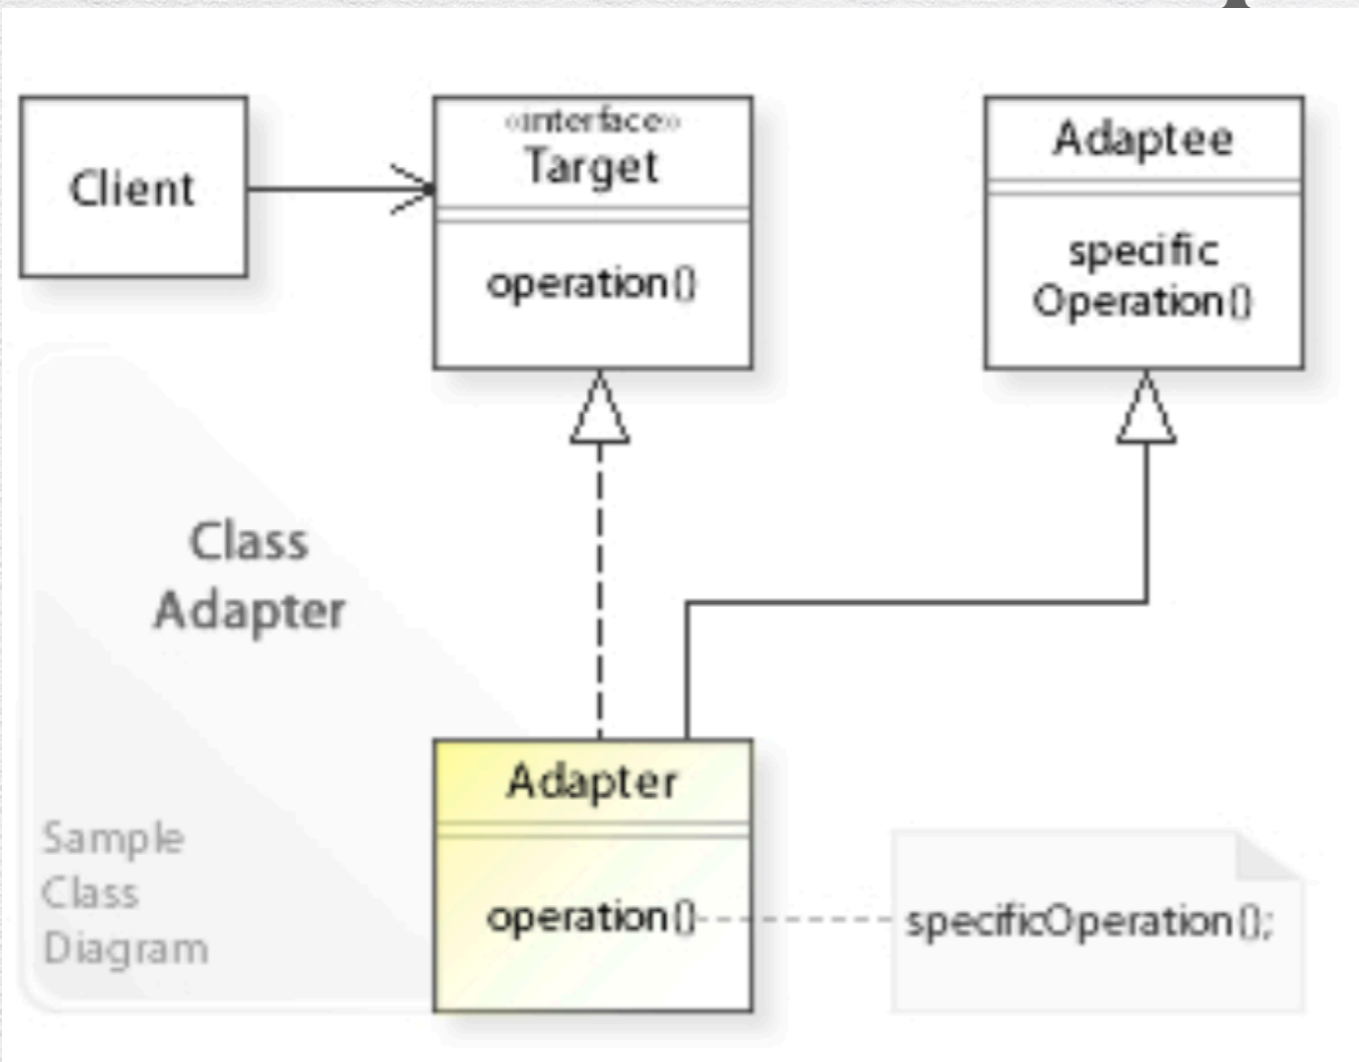 Client
«interface»
Target
operation()
Adaptee
specific
Operation()
Class
Adapter
Sample
Class
Diagram
Adapter
operation()
specificOperation();